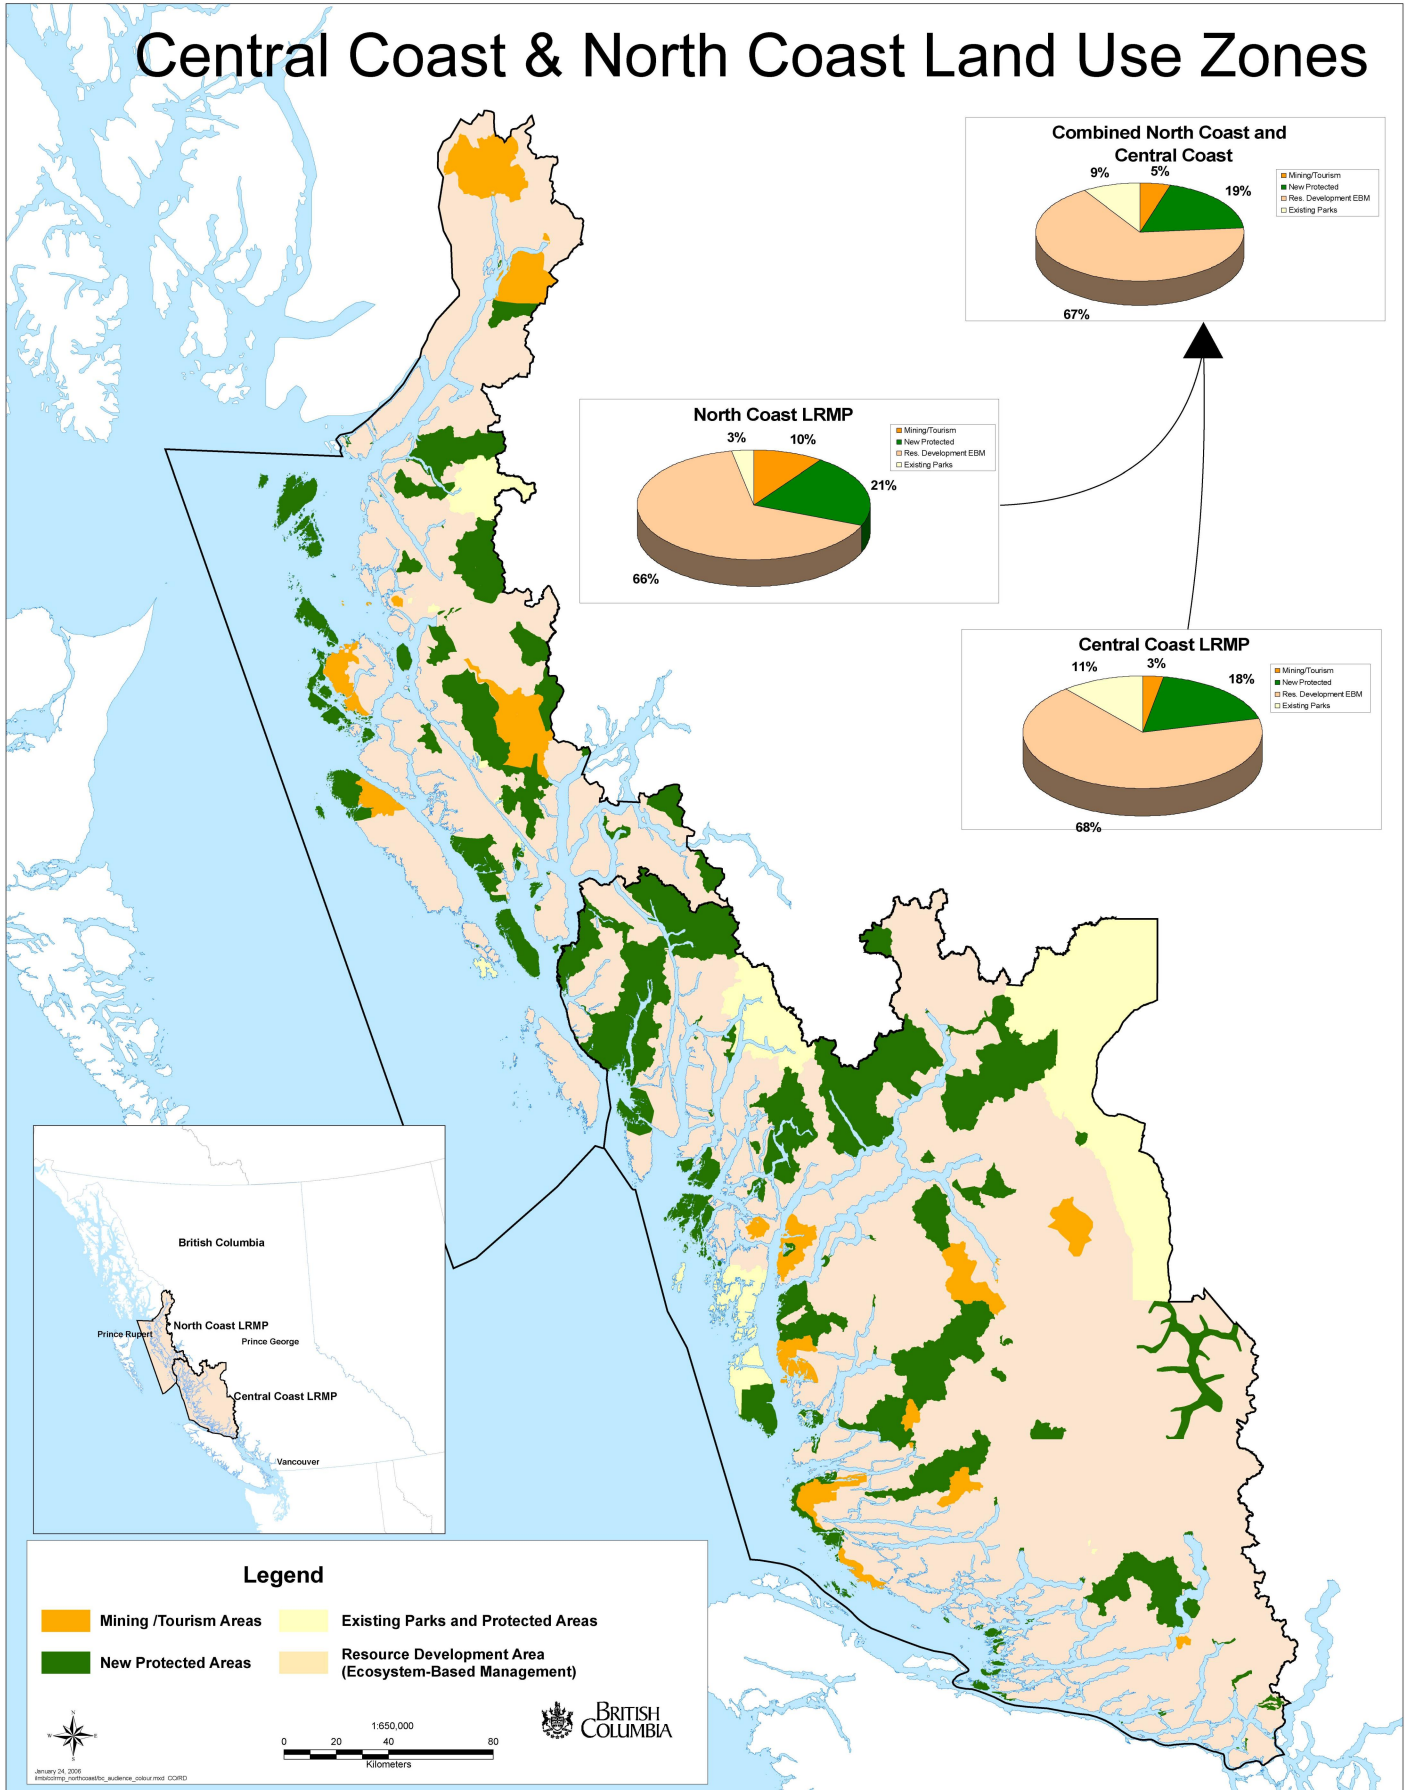 Central Coast & North Coast Land Use Zones
Combined North Coast and
Central Coast
9%
5%
19%
67%
Mining/Tourism
New Protected
Res. Development EBM
Existing Parks
North Coast LRMP
3%
10%
21%
66%
Mining/Tourism
New Protected
Res. Development EBM
Existing Parks
Central Coast LRMP
11%
3%
18%
68%
Mining/Tourism
New Protected
Res. Development EBM
Existing Parks
British Columbia
North Coast LRMP
Prince Rupert
Prince George
Central Coast LRMP
Vancouver
Legend
Mining /Tourism Areas
Existing Parks and Protected Areas
New Protected Areas
Resource Development Area
(Ecosystem-Based Management)
N
W
E
S
1:650,000
0 20 40 80
Kilometers
BRITISH
COLUMBIA
January 24, 2006